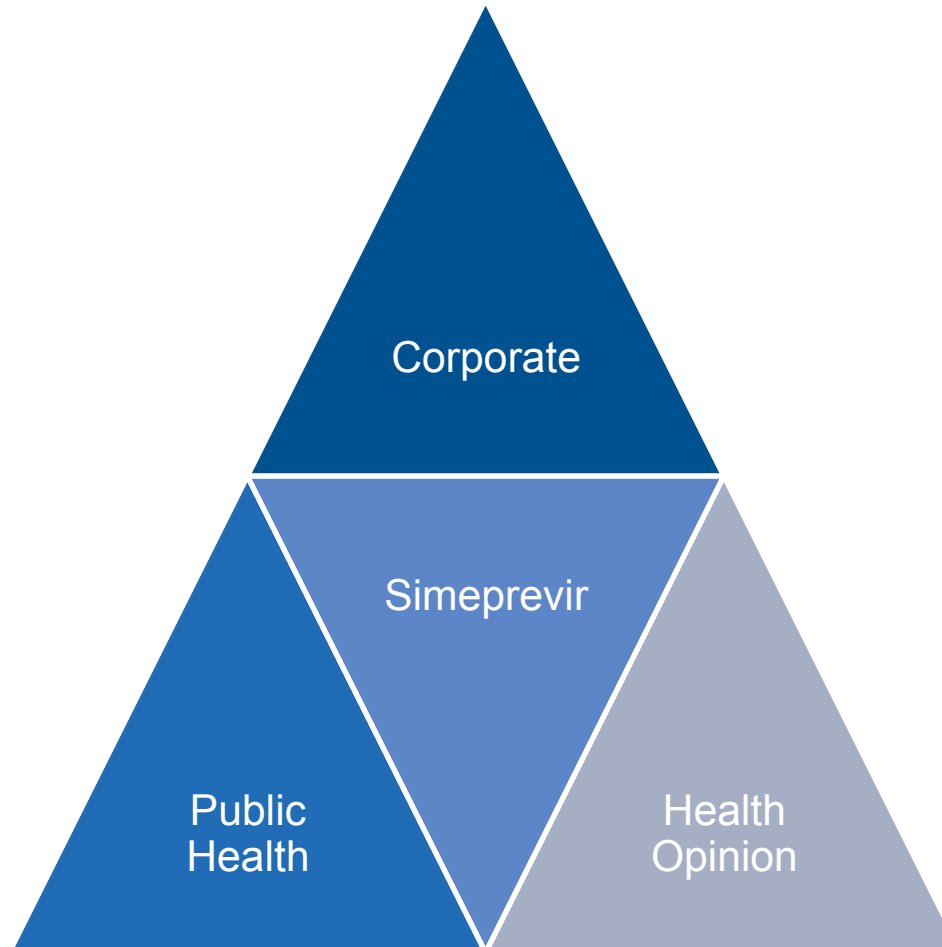 Corporate
Simeprevir
Public
Health
Health
Opinion